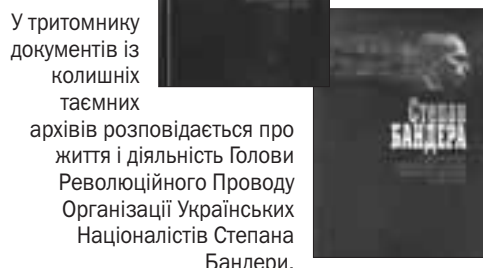 У тритомнику
документів із
колишніх
таємних
архівів розповідається про
життя і діяльність Голови
Революційного Проводу
Організації Українських
Націоналістів Степана
Бандери.
Степан
БАНДЕРА